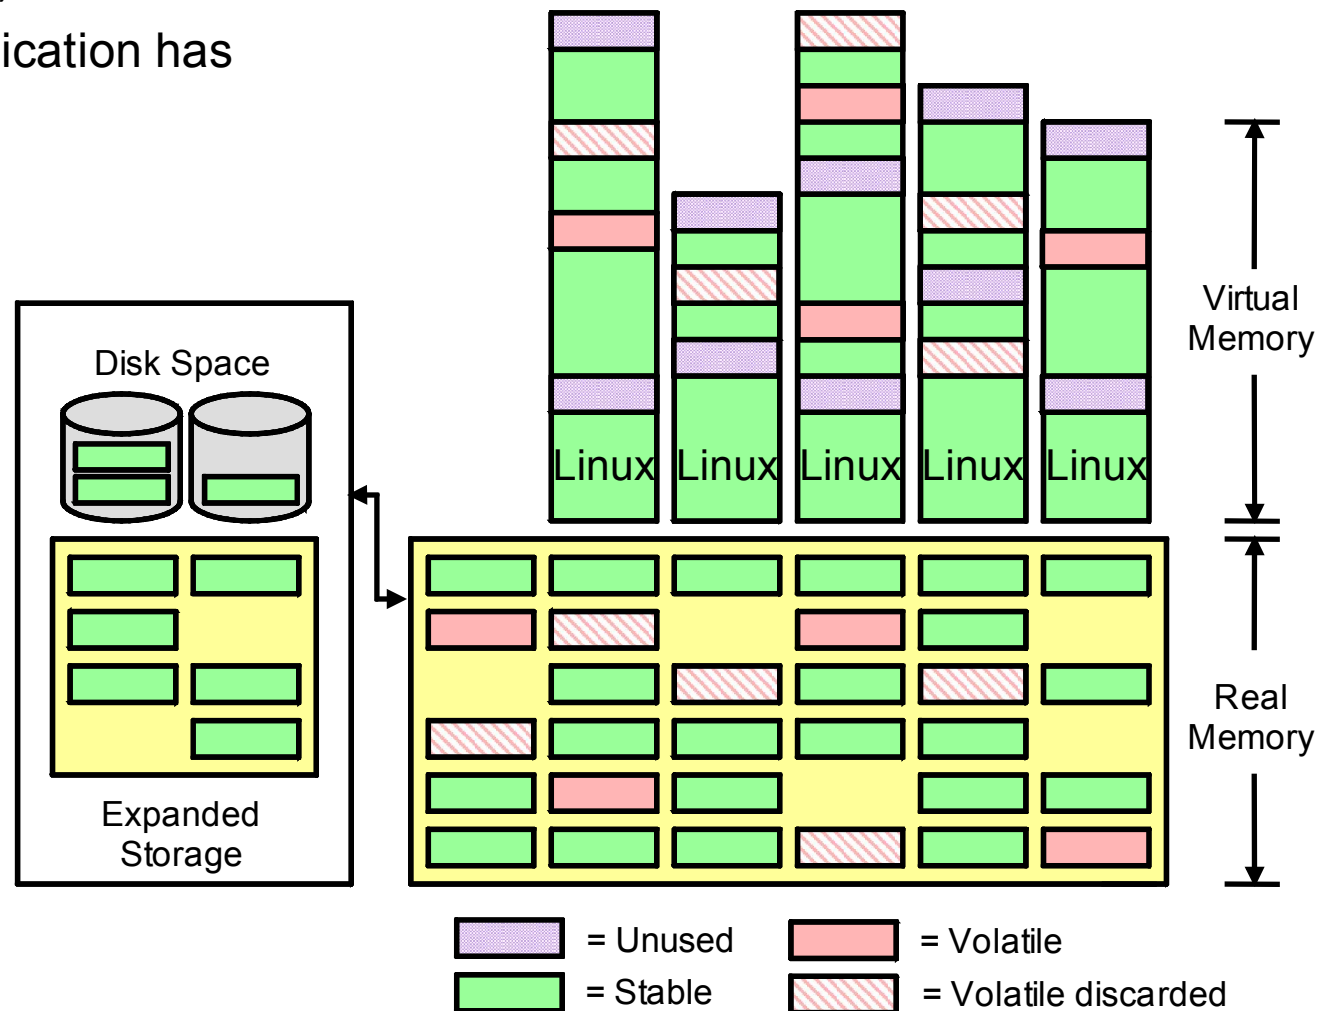 ication has
Disk Space
Expanded
Storage
Linux
Linux
Linux
Linux
Linux
Virtual
Memory
Real
Memory
= Unused
= Volatile
= Stable
= Volatile discarded